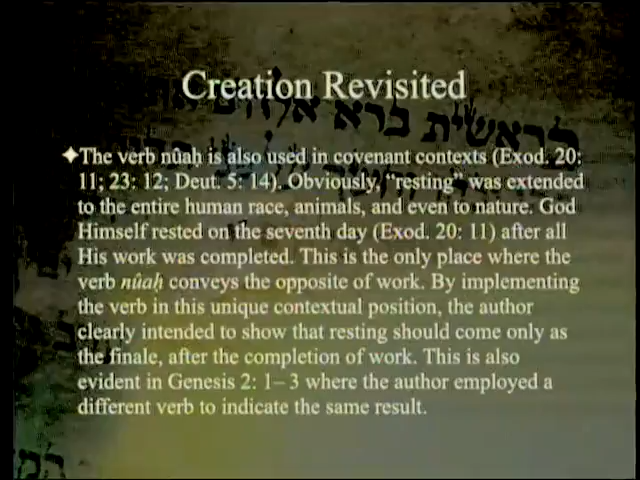 Creation Revisited
בראשית ברא אלהים
✦The verb nûaḥ is also used in covenant contexts (Exod. 20:
11; 23: 12; Deut. 5: 14). Obviously, “resting” was extended
to the entire human race, animals, and even to nature. God
Himself rested on the seventh day (Exod. 20: 11) after all
His work was completed. This is the only place where the
verb nûaḥ conveys the opposite of work. By implementing
the verb in this unique contextual position, the author
clearly intended to show that resting should come only as
the finale, after the completion of work. This is also
evident in Genesis 2: 1– 3 where the author employed a
different verb to indicate the same result.